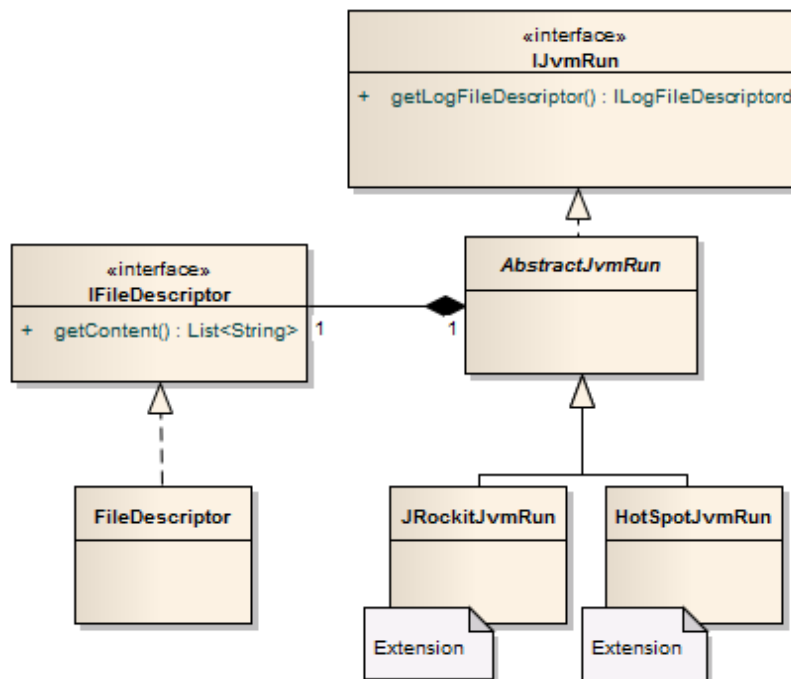 «interface»
IJvmRun
+ getLogFileDescriptor() : ILogFileDescriptord
«interface»
IFileDescriptor
+ getContent() : List<String>
1
1
AbstractJvmRun
FileDescriptor
JRockitJvmRun
HotSpotJvmRun
Extension
Extension